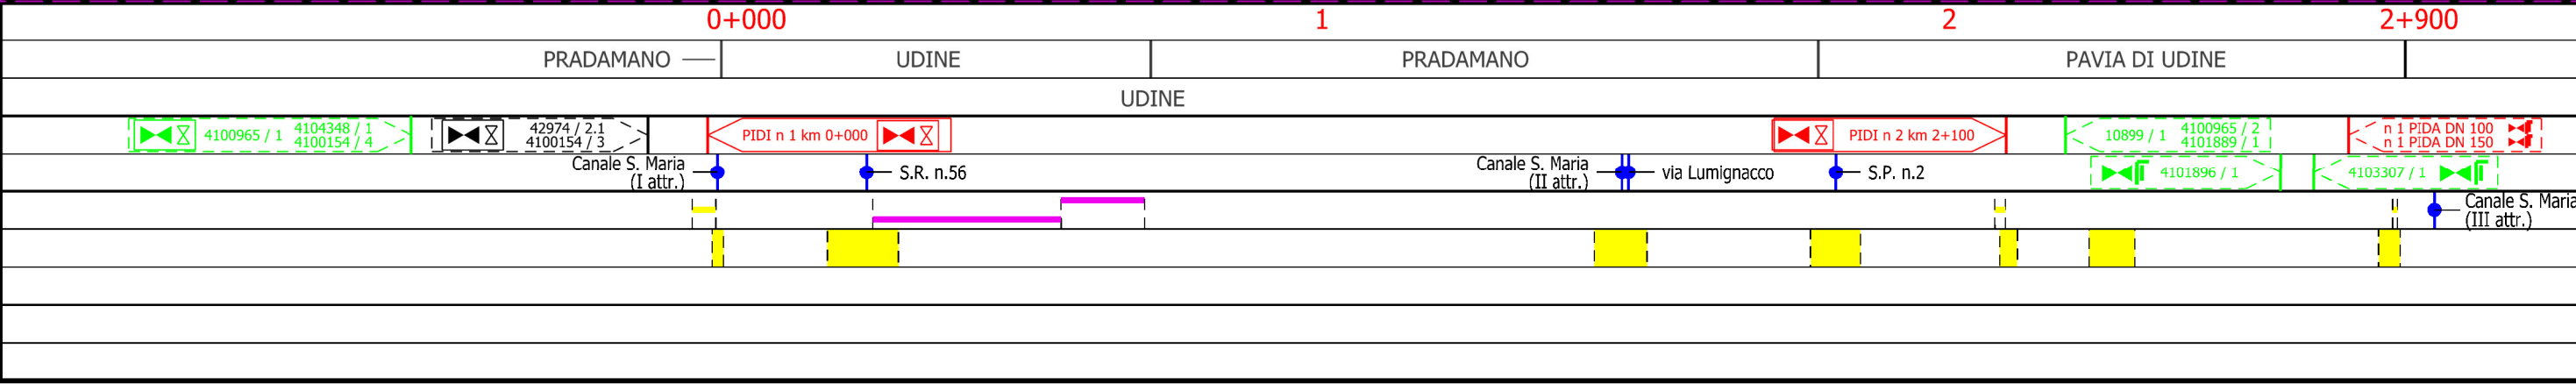 0+000 1 2 2+900
PRADAMANO UDINE PRADAMANO PAVIA DI UDINE
UDINE
4100965 / 1
4104348 / 1
4100154 / 4
42974 / 2.1
4100154 / 3
PIDI n 1 km 0+000
PIDI n 2 km 2+100
10899 / 1
4100965 / 2
4101889 / 1
n 1 PIDA DN 100
n 1 PIDA DN 150
Canale S. Maria
(I attr.)
S.R. n.56
Canale S. Maria
(II attr.)
via Lumignacco
S.P. n.2
4101896 / 1
4103307 / 1
Canale S. Maria
(III attr.)